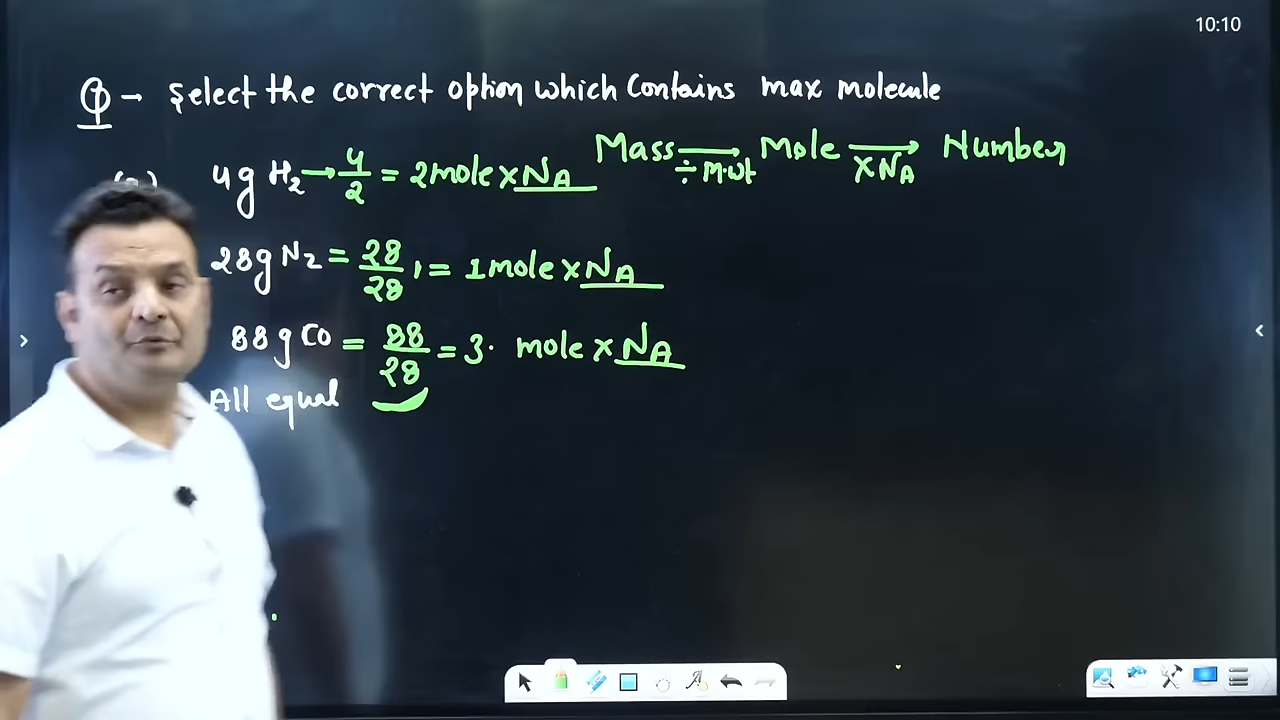 10:10
Q- Select the correct option which contains max molecule
Mass ÷ M.wt → Mole × NA → Number
4g H2 → 4/2 = 2mole × NA
28g N2 = 28/28 1 = 1mole × NA
88g CO = 88/28 = 3. mole × NA
All equal